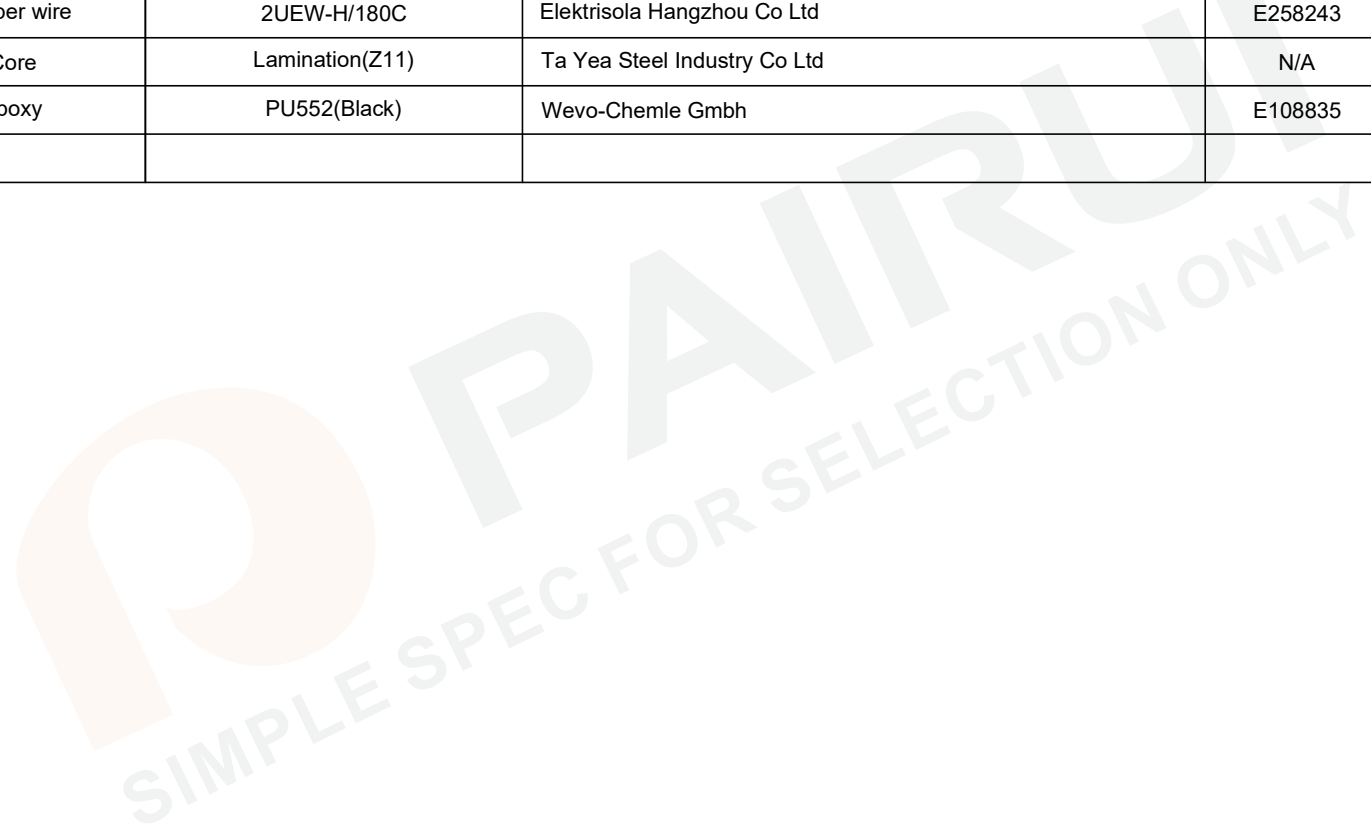 per wire 2UEW-H/180C Elektrisola Hangzhou Co Ltd E258243
Core Lamination(Z11) Ta Yea Steel Industry Co Ltd N/A
poxy PU552(Black) Wevo-Chemle Gmbh E108835
PAIRUI
SIMPLE SPEC FOR SELECTION ONLY